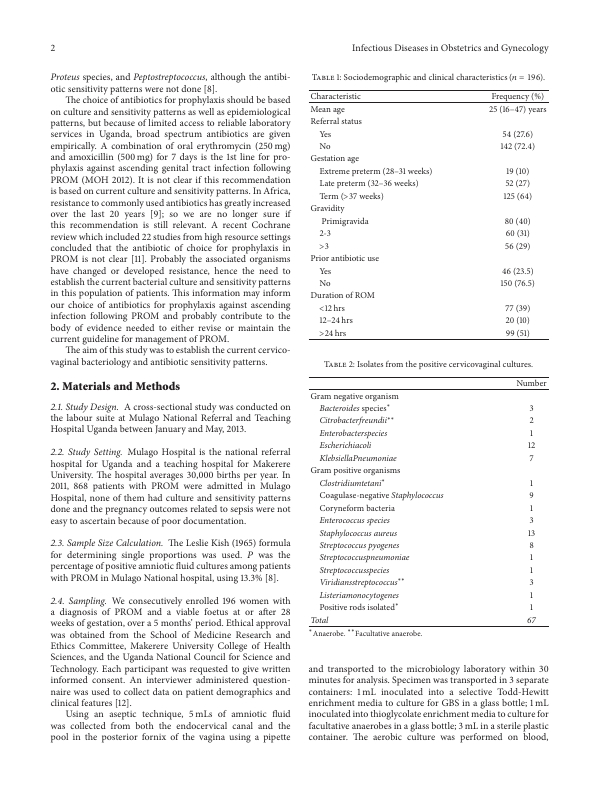 2
Infectious Diseases in Obstetrics and Gynecology
Proteus species, and Peptostreptococcus, although the antibi-
otic sensitivity patterns were not done [8].
The choice of antibiotics for prophylaxis should be based
on culture and sensitivity patterns as well as epidemiological
patterns, but because of limited access to reliable laboratory
services in Uganda, broad spectrum antibiotics are given
empirically. A combination of oral erythromycin (250 mg)
and amoxicillin (500 mg) for 7 days is the 1st line for pro-
phylaxis against ascending genital tract infection following
PROM (MOH 2012). It is not clear if this recommendation
is based on current culture and sensitivity patterns. In Africa,
resistance to commonly used antibiotics has greatly increased
over the last 20 years [9]; so we are no longer sure if
this recommendation is still relevant. A recent Cochrane
review which included 22 studies from high resource settings
concluded that the antibiotic of choice for prophylaxis in
PROM is not clear [11]. Probably the associated organisms
have changed or developed resistance, hence the need to
establish the current bacterial culture and sensitivity patterns
in this population of patients. This information may inform
our choice of antibiotics for prophylaxis against ascending
infection following PROM and probably contribute to the
body of evidence needed to either revise or maintain the
current guideline for management of PROM.
The aim of this study was to establish the current cervico-
vaginal bacteriology and antibiotic sensitivity patterns.
2. Materials and Methods
2.1. Study Design. A cross-sectional study was conducted on
the labour suite at Mulago National Referral and Teaching
Hospital Uganda between January and May, 2013.
2.2. Study Setting. Mulago Hospital is the national referral
hospital for Uganda and a teaching hospital for Makerere
University. The hospital averages 30,000 births per year. In
2011, 868 patients with PROM were admitted in Mulago
Hospital, none of them had culture and sensitivity patterns
done and the pregnancy outcomes related to sepsis were not
easy to ascertain because of poor documentation.
2.3. Sample Size Calculation. The Leslie Kish (1965) formula
for determining single proportions was used. P was the
percentage of positive amniotic fluid cultures among patients
with PROM in Mulago National hospital, using 13.3% [8].
2.4. Sampling. We consecutively enrolled 196 women with
a diagnosis of PROM and a viable foetus at or after 28
weeks of gestation, over a 5 months' period. Ethical approval
was obtained from the School of Medicine Research and
Ethics Committee, Makerere University College of Health
Sciences, and the Uganda National Council for Science and
Technology. Each participant was requested to give written
informed consent. An interviewer administered question-
naire was used to collect data on patient demographics and
clinical features [12].
Using an aseptic technique, 5 mLs of amniotic fluid
was collected from both the endocervical canal and the
pool in the posterior fornix of the vagina using a pipette
Table 1: Sociodemographic and clinical characteristics (n = 196).
Characteristic Frequency (%)
Mean age 25 (16–47) years
Referral status
Yes 54 (27.6)
No 142 (72.4)
Gestation age
Extreme preterm (28–31 weeks) 19 (10)
Late preterm (32–36 weeks) 52 (27)
Term (>37 weeks) 125 (64)
Gravidity
Primigravida 80 (40)
2-3 60 (31)
>3 56 (29)
Prior antibiotic use
Yes 46 (23.5)
No 150 (76.5)
Duration of ROM
<12 hrs 77 (39)
12–24 hrs 20 (10)
>24 hrs 99 (51)
Table 2: Isolates from the positive cervicovaginal cultures.
Number
Gram negative organism
Bacteroides species* 3
Citrobacterfreundii** 2
Enterobacterspecies 1
Escherichiacoli 12
KlebsiellaPneumoniae 7
Gram positive organisms
Clostridiumtetani* 1
Coagulase-negative Staphylococcus 9
Coryneform bacteria 1
Enterococcus species 3
Staphylococcus aureus 13
Streptococcus pyogenes 8
Streptococcuspneumoniae 1
Streptococcusspecies 1
Viridiansstreptococcus** 3
Listeriamonocytogenes 1
Positive rods isolated* 1
Total 67
*Anaerobe. **Facultative anaerobe.
and transported to the microbiology laboratory within 30
minutes for analysis. Specimen was transported in 3 separate
containers: 1 mL inoculated into a selective Todd-Hewitt
enrichment media to culture for GBS in a glass bottle; 1 mL
inoculated into thioglycolate enrichment media to culture for
facultative anaerobes in a glass bottle; 3 mL in a sterile plastic
container. The aerobic culture was performed on blood,